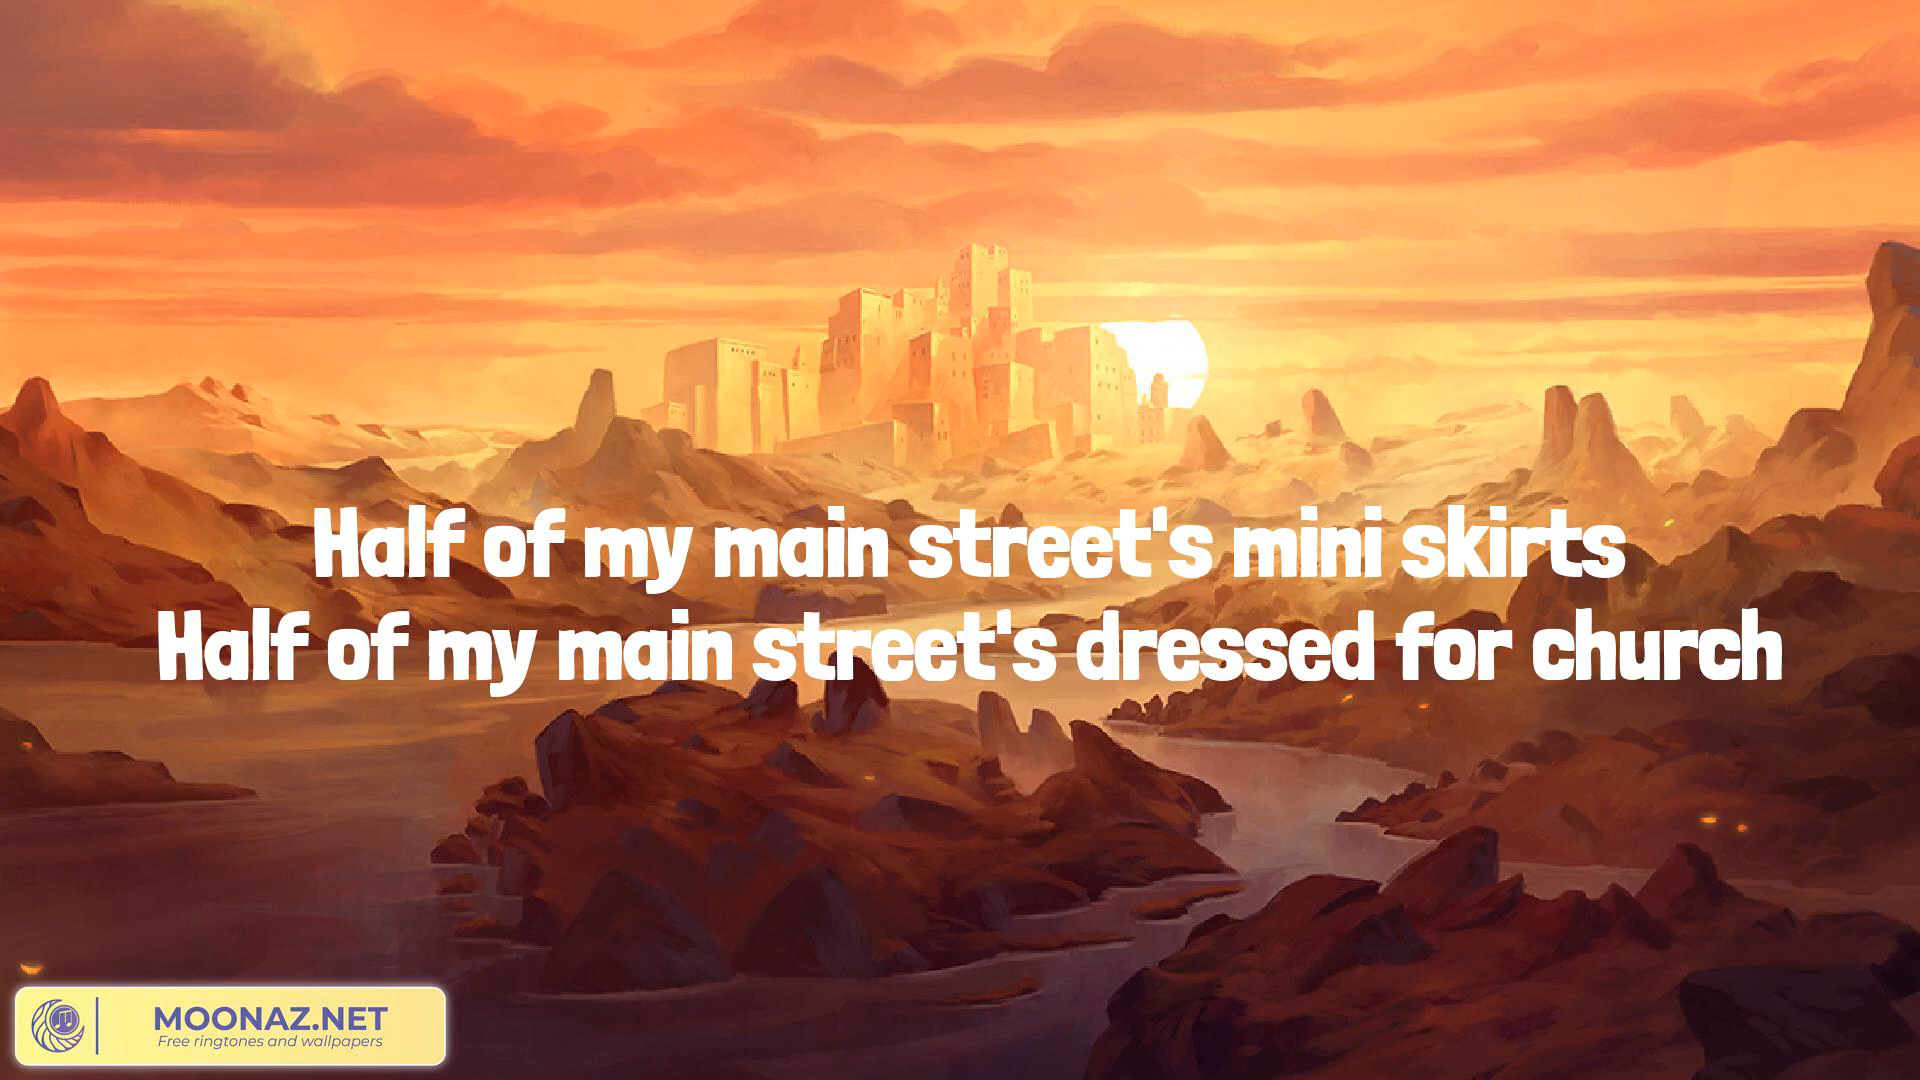 Half of my main street's mini skirts
Half of my main street's dressed for church
MOONAZ.NET
Free ringtones and wallpapers